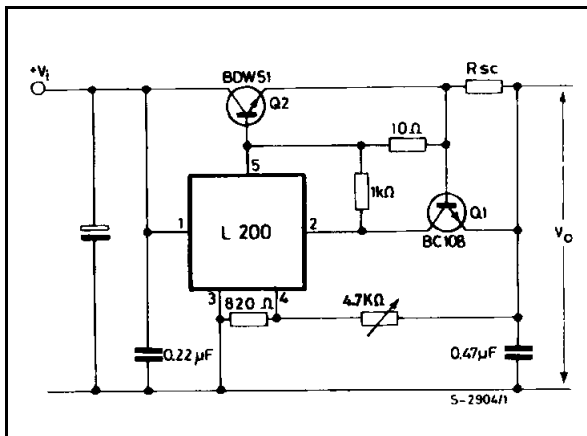 +Vi
BDW51
Q2
Rsc
10Ω
5
1kΩ
Q1
1
L 200
2
BC108
Vo
3
820 Ω
4
4.7KΩ
0.22µF
0.47µF
S-2904/1